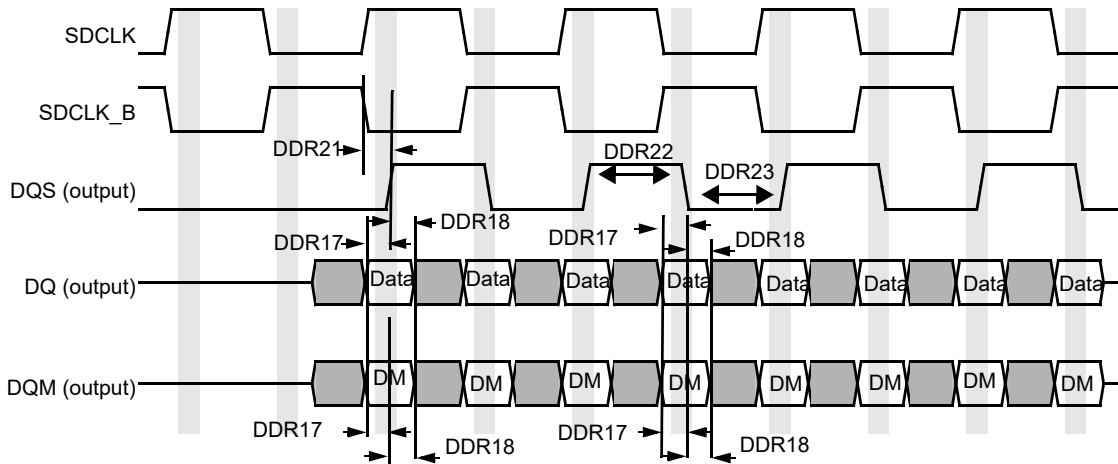 SDCLK
SDCLK_B
DDR21
DDR22
DDR23
DQS (output)
DDR18
DDR17
DDR17
DDR18
DQ (output)
Data Data Data Data Data Data Data Data
DQM (output)
DM DM DM DM DM DM DM DM
DDR17
DDR18
DDR17
DDR18